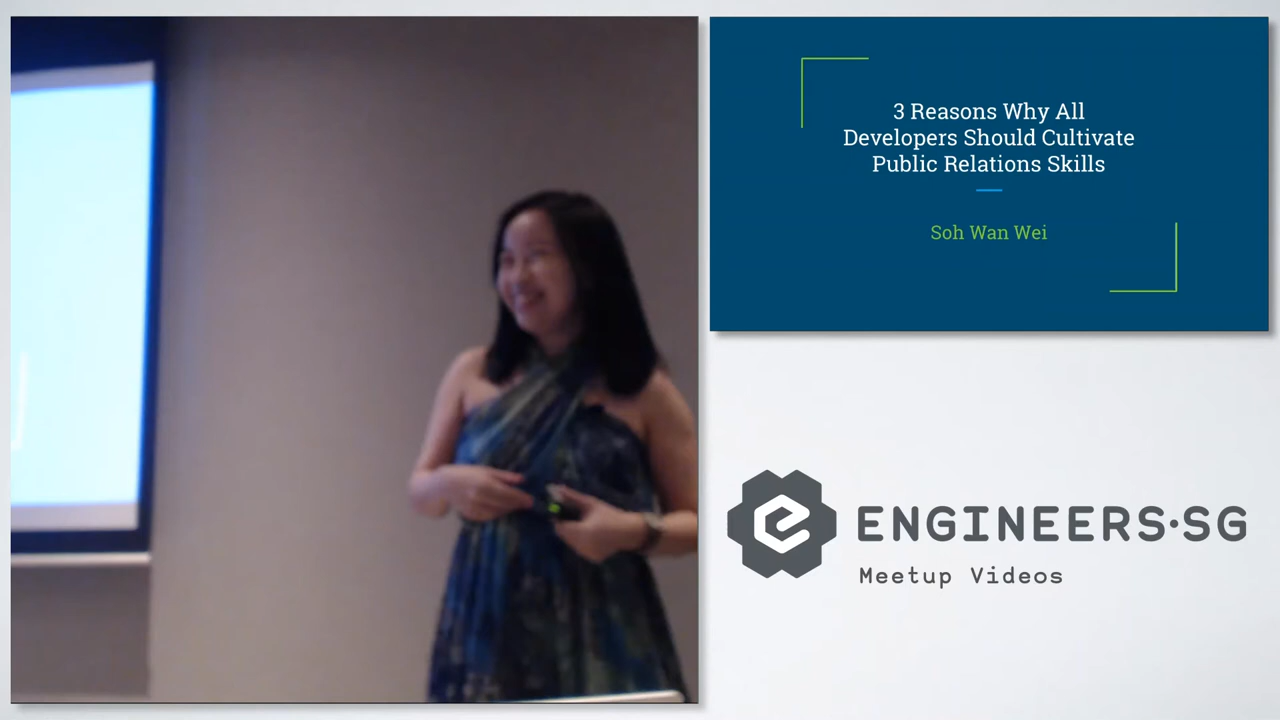 3 Reasons Why All
Developers Should Cultivate
Public Relations Skills
Soh Wan Wei
ENGINEERS·SG
Meetup Videos